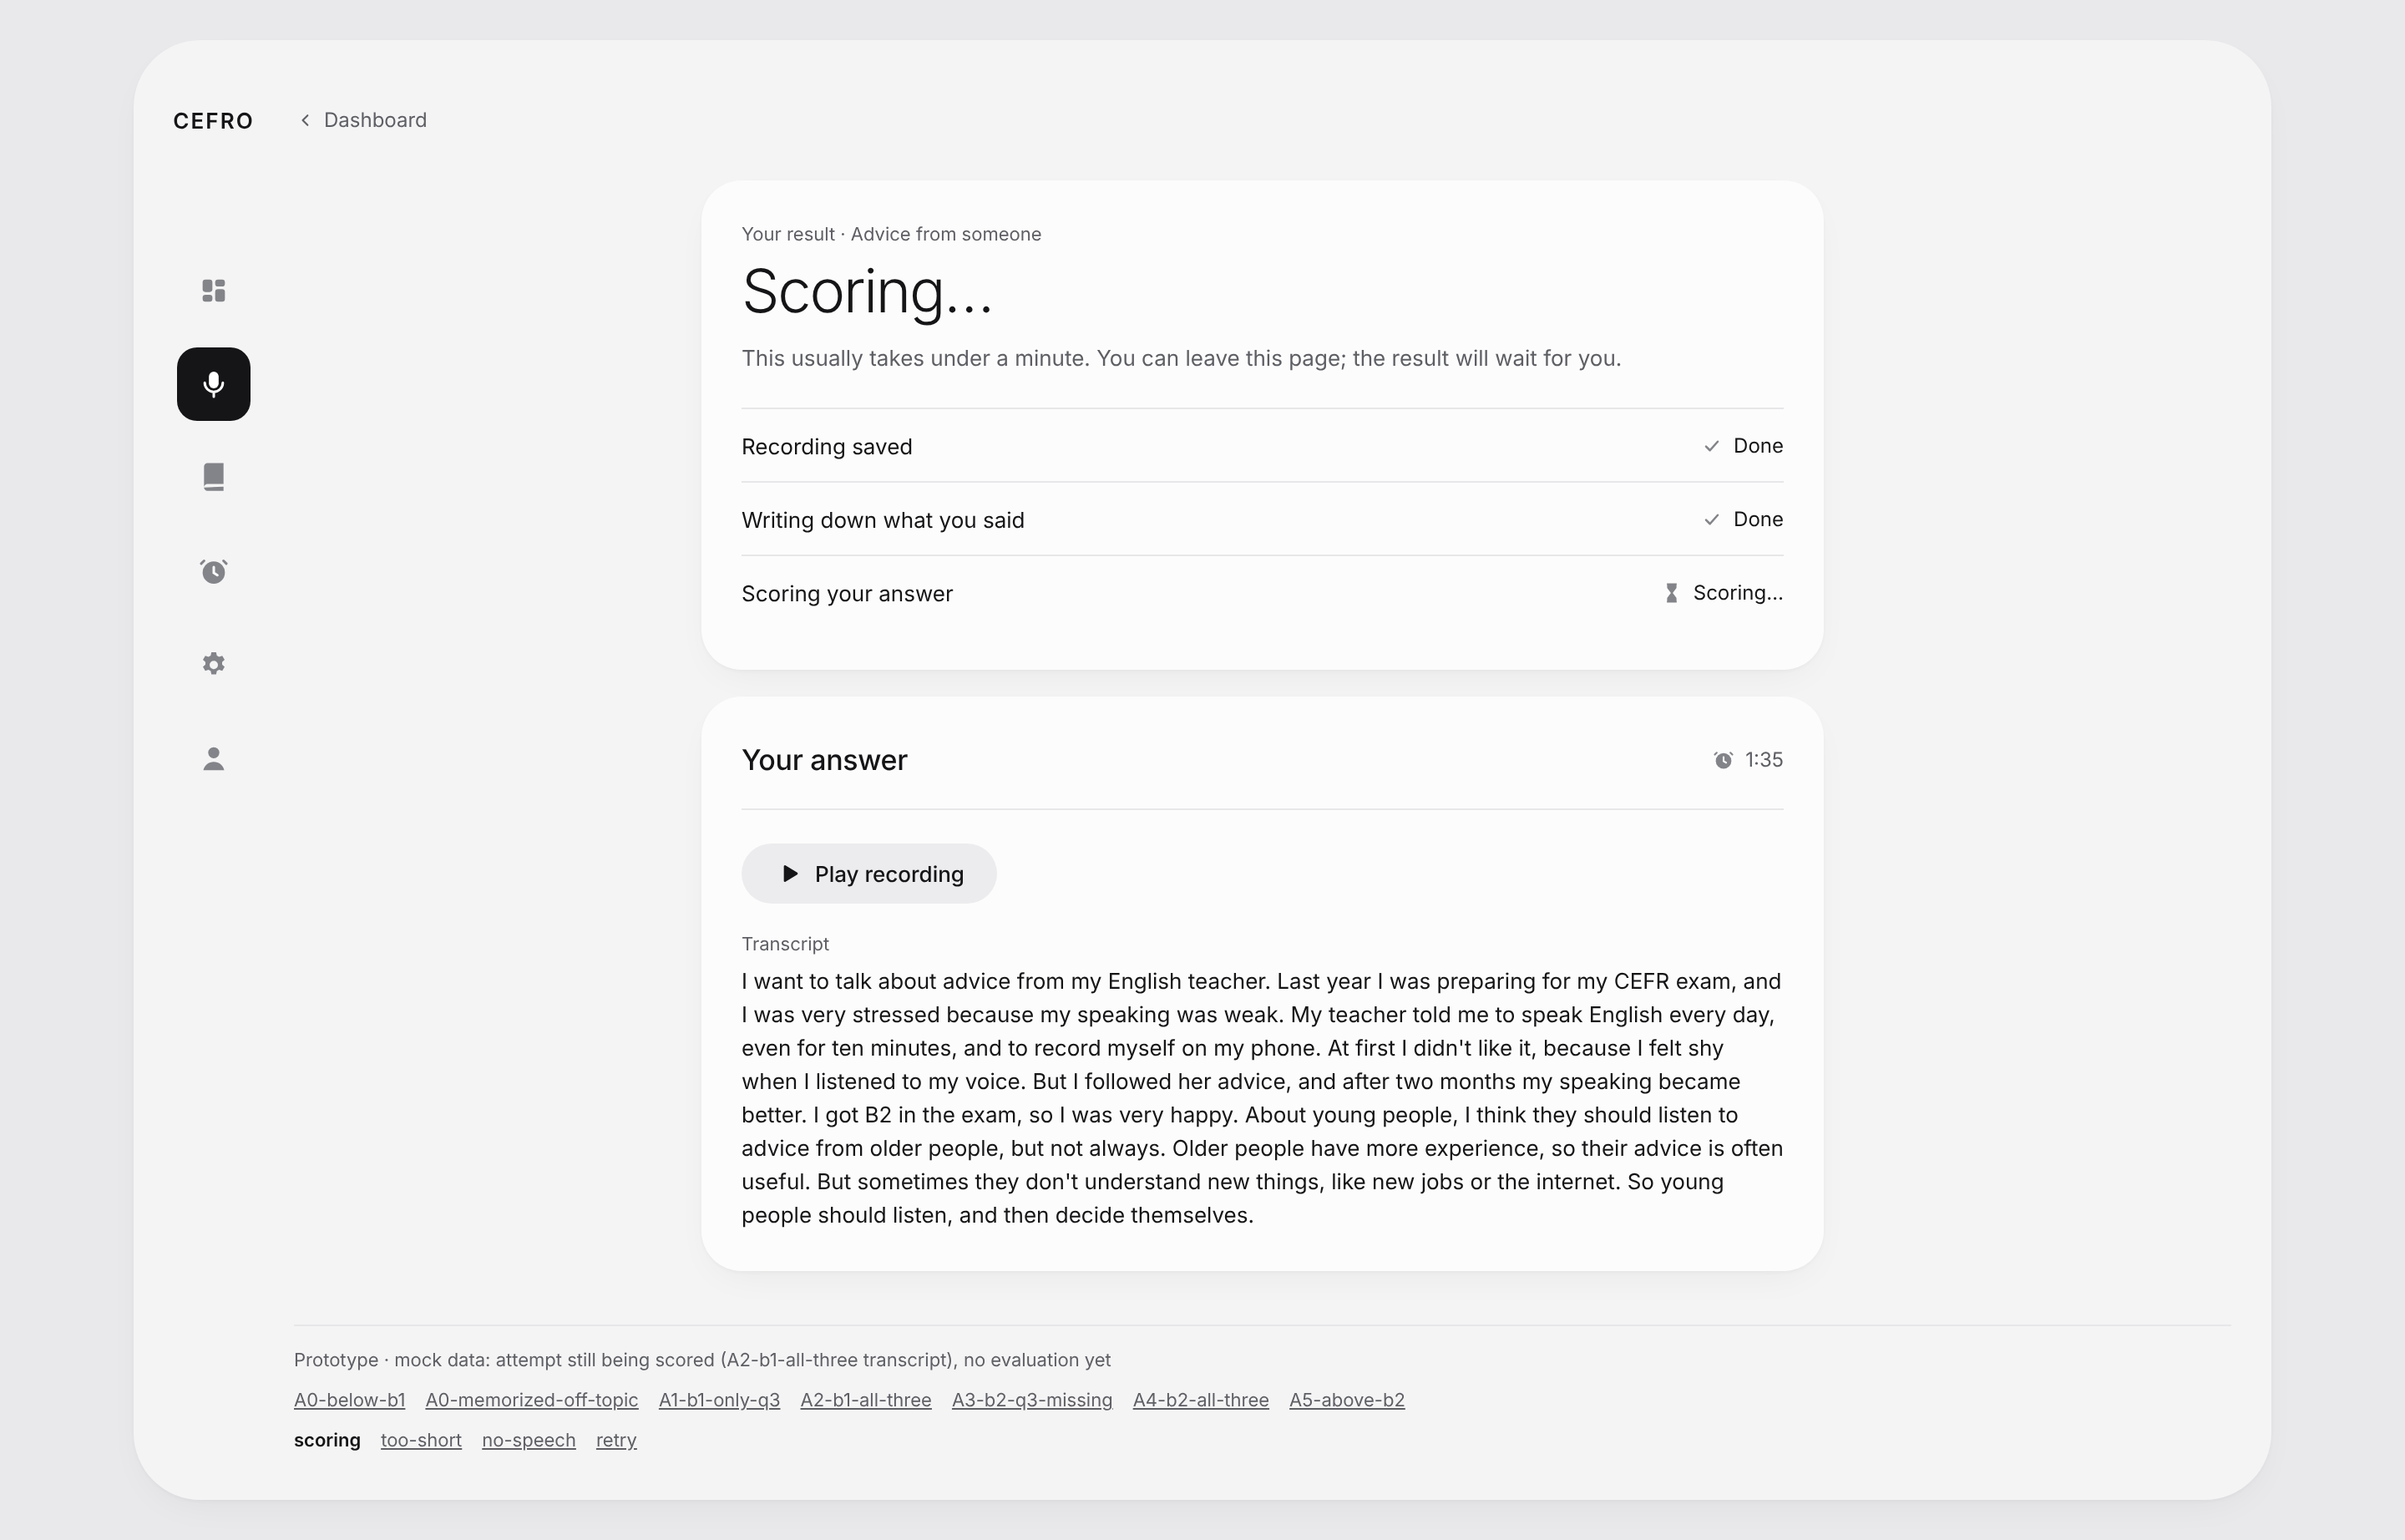 CEFRO
Dashboard
Your result · Advice from someone
Scoring...
This usually takes under a minute. You can leave this page; the result will wait for you.
Recording saved
Done
Writing down what you said
Done
Scoring your answer
Scoring...
Your answer
1:35
Play recording
Transcript
I want to talk about advice from my English teacher. Last year I was preparing for my CEFR exam, and
I was very stressed because my speaking was weak. My teacher told me to speak English every day,
even for ten minutes, and to record myself on my phone. At first I didn't like it, because I felt shy
when I listened to my voice. But I followed her advice, and after two months my speaking became
better. I got B2 in the exam, so I was very happy. About young people, I think they should listen to
advice from older people, but not always. Older people have more experience, so their advice is often
useful. But sometimes they don't understand new things, like new jobs or the internet. So young
people should listen, and then decide themselves.
Prototype · mock data: attempt still being scored (A2-b1-all-three transcript), no evaluation yet
A0-below-b1 A0-memorized-off-topic A1-b1-only-q3 A2-b1-all-three A3-b2-q3-missing A4-b2-all-three A5-above-b2
scoring too-short no-speech retry